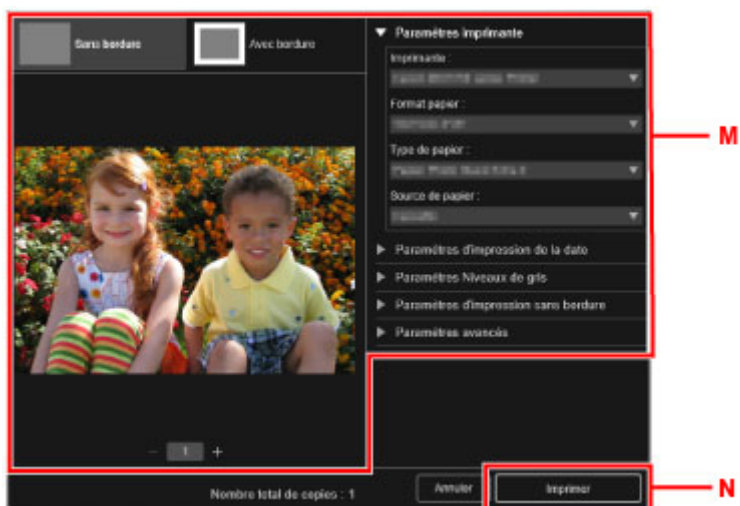 Sans bordure
Avec bordure
Paramètres imprimante
Imprimante :
Format papier :
Type de papier :
Source de papier :
Paramètres d'impression de la date
Paramètres Niveaux de gris
Paramètres d'impression sans bordure
Paramètres avancés
M
1
Nombre total de copies : 1
Annuler
Imprimer
N